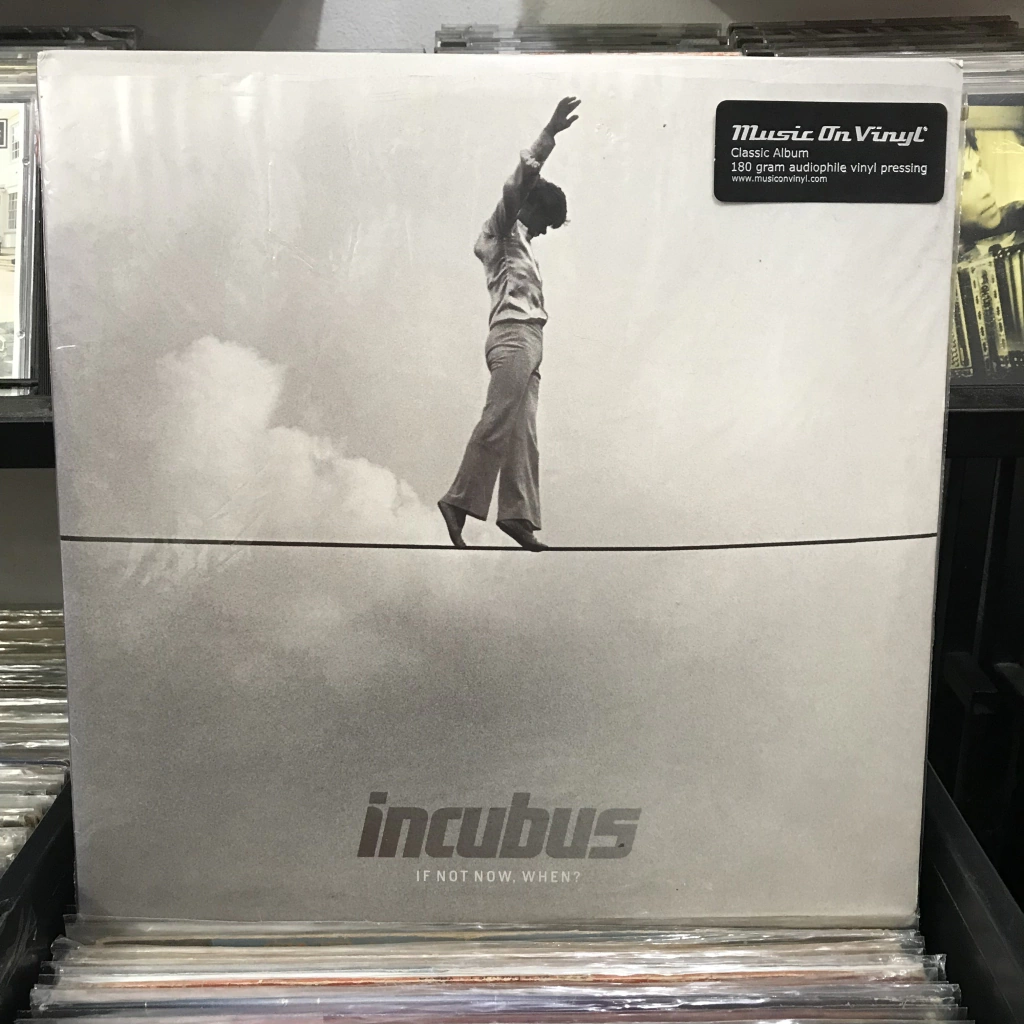 Music On Vinyl
Classic Album
180 gram audiophile vinyl pressing
www.musiconvinyl.com
incubus
IF NOT NOW, WHEN?